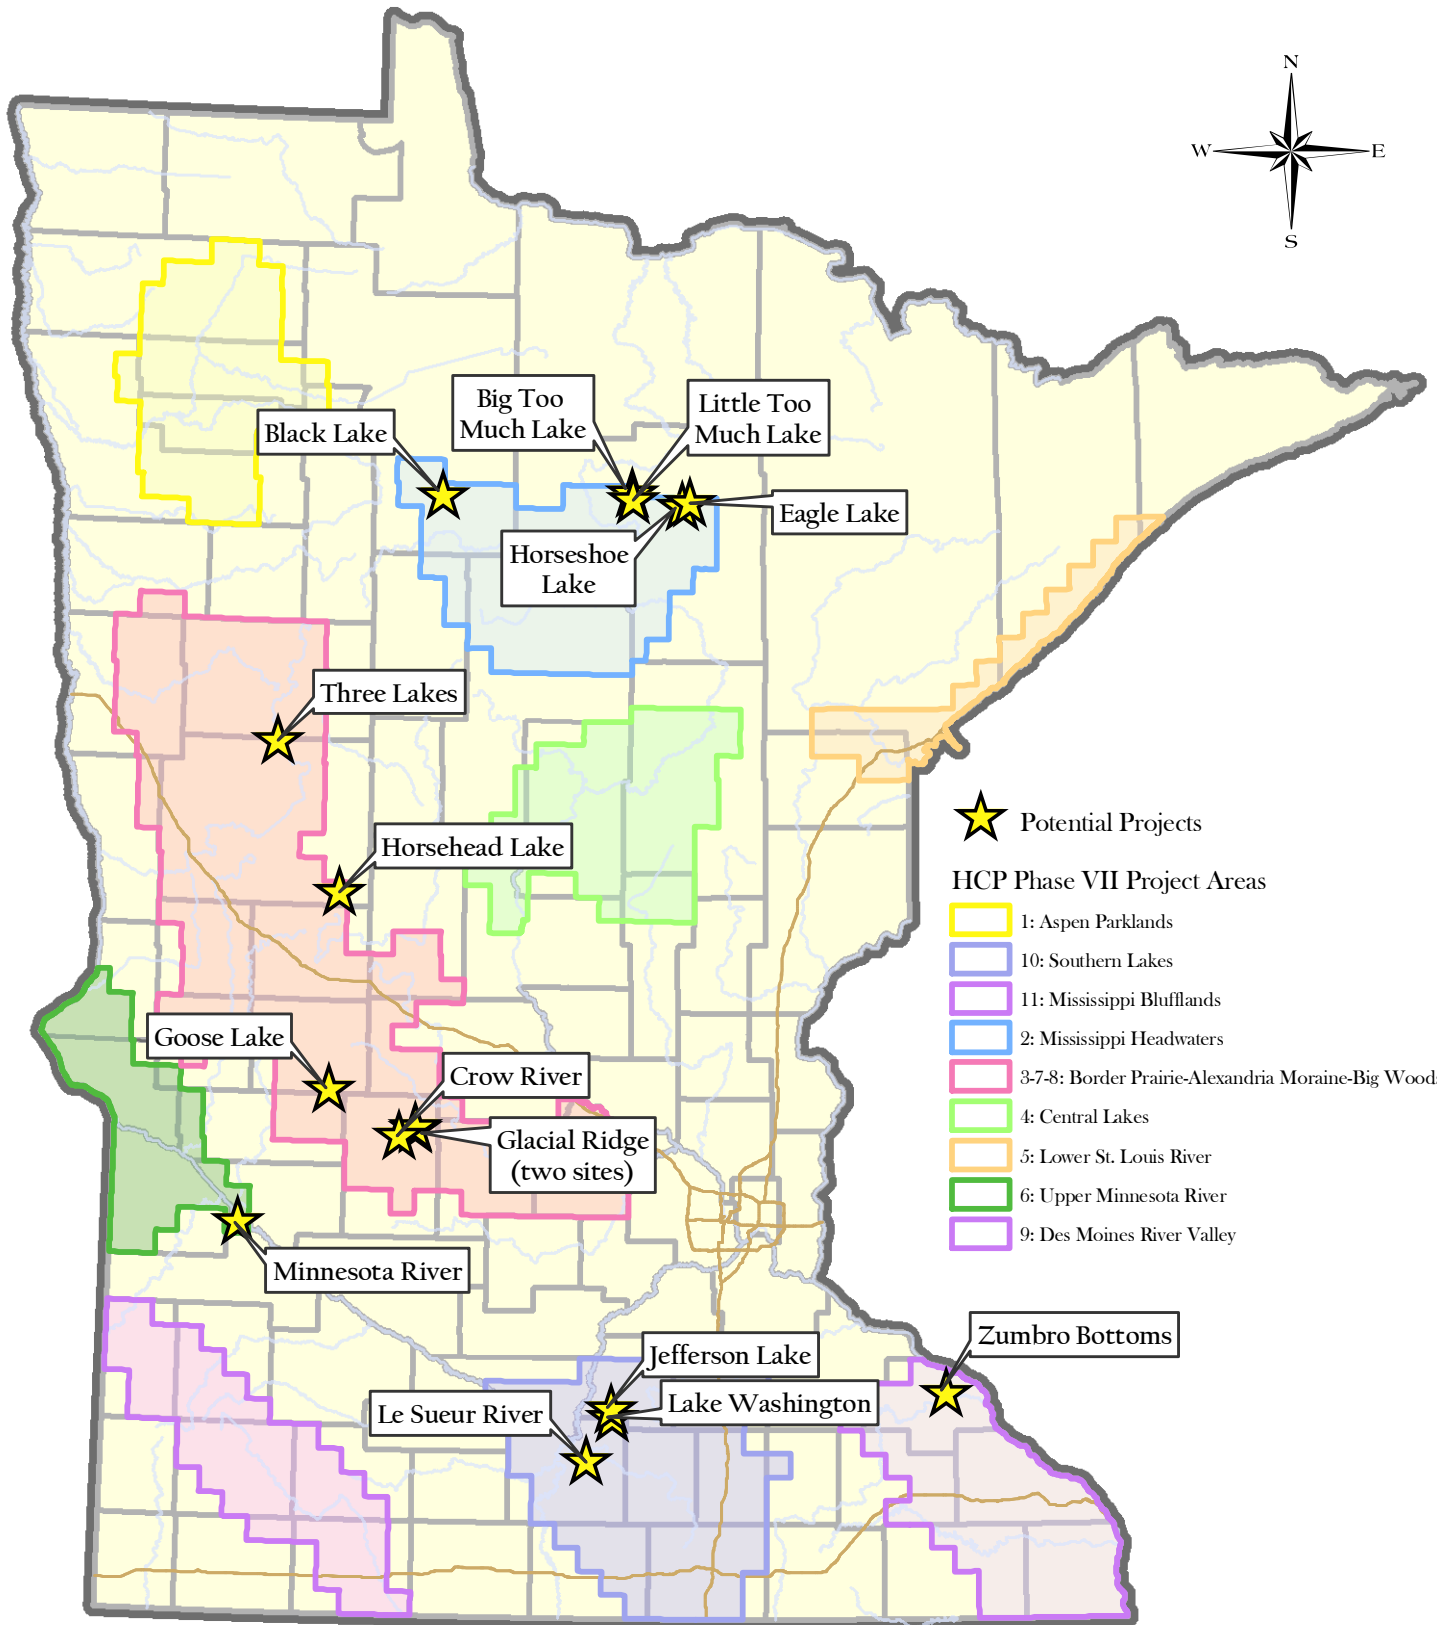 N
W
E
S
Big Too
Much Lake
Little Too
Much Lake
Black Lake
Eagle Lake
Horseshoe
Lake
Three Lakes
Horsehead Lake
Goose Lake
Crow River
Glacial Ridge
(two sites)
Minnesota River
Jefferson Lake
Lake Washington
Le Sueur River
Zumbro Bottoms
Potential Projects
HCP Phase VII Project Areas
1: Aspen Parklands
10: Southern Lakes
11: Mississippi Blufflands
2: Mississippi Headwaters
3-7-8: Border Prairie-Alexandria Moraine-Big Wood
4: Central Lakes
5: Lower St. Louis River
6: Upper Minnesota River
9: Des Moines River Valley